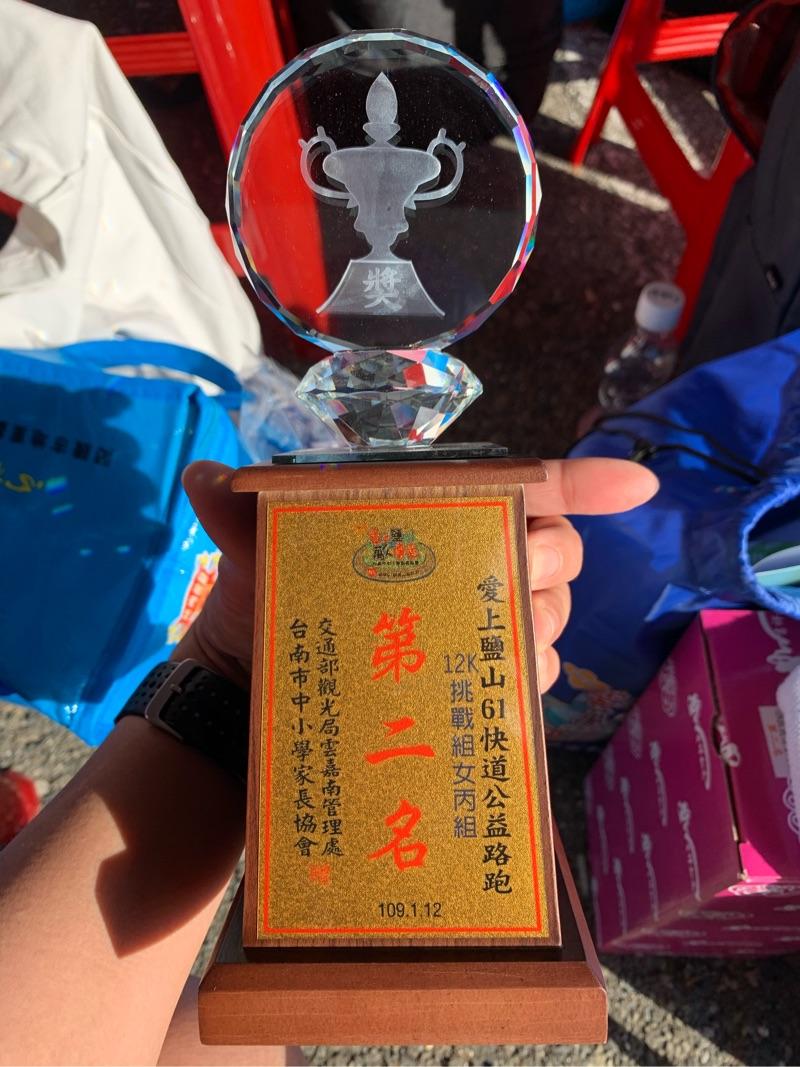 獎
愛上鹽山61快道公益路跑
12K挑戰組女丙組
第二名
交通部觀光局雲嘉南管理處
台南市中小學家長協會
109.1.12